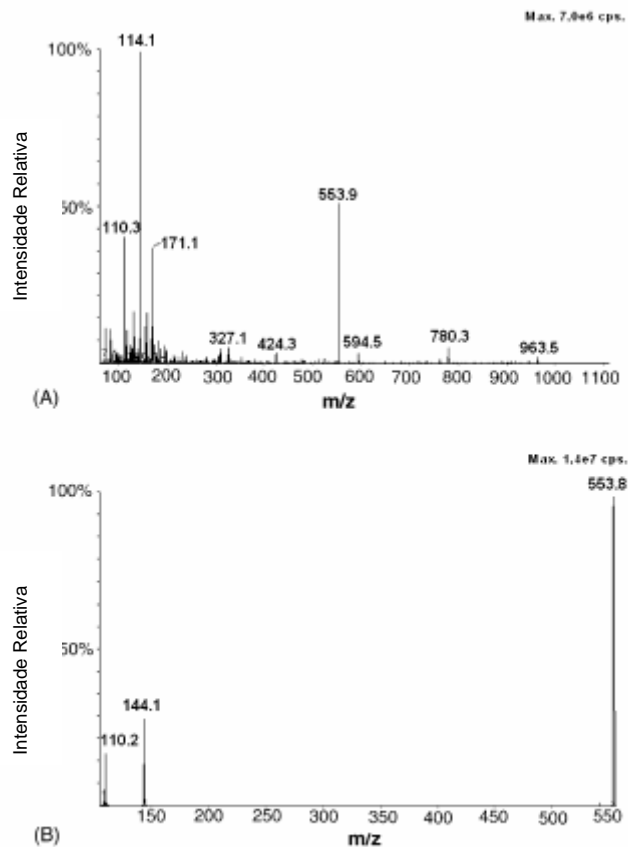 Max. 7.0e6 cps.
100%
114.1
Intensidade Relativa
50%
553.9
110.3
171.1
327.1
424.3
594.5
780.3
963.5
100 200 300 400 500 600 700 800 900 1000 1100
(A)
m/z
Max. 1.4e7 cps.
553.8
100%
Intensidade Relativa
50%
144.1
110.2
150 200 250 300 350 400 450 500 550
(B)
m/z